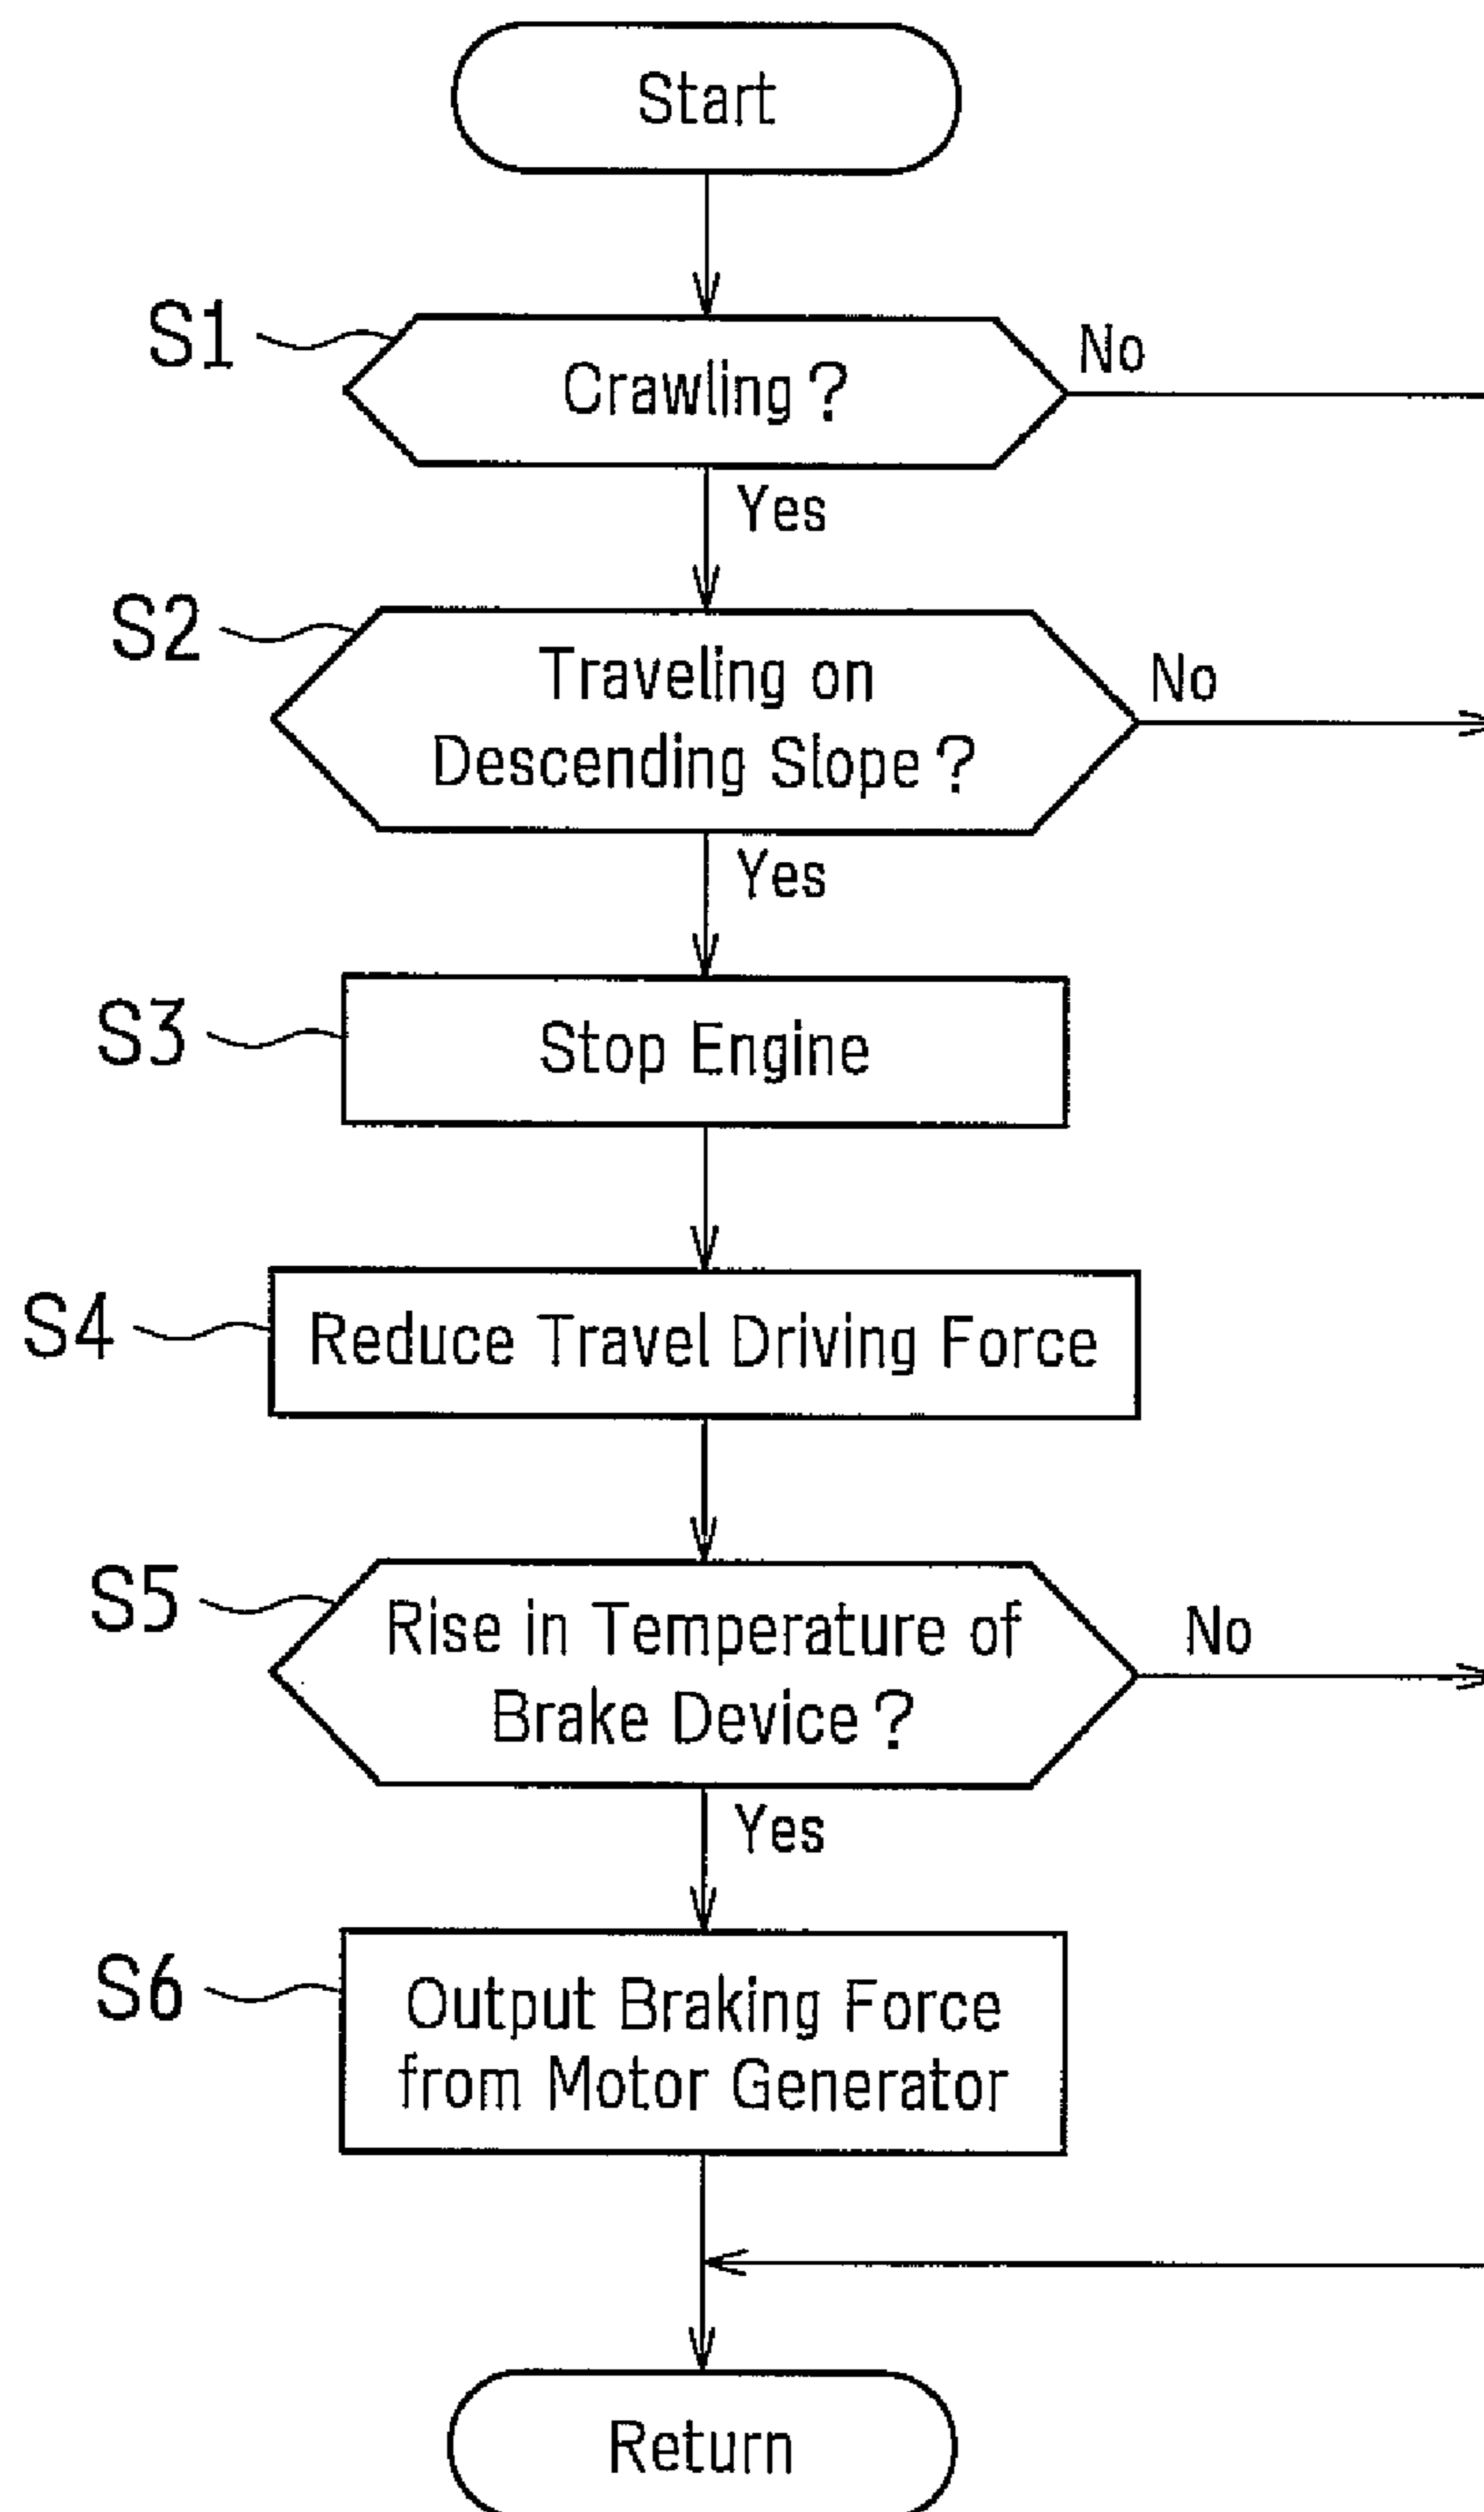 Start
S1
Crawling?
No
Yes
S2
Traveling on
Descending Slope?
No
Yes
S3
Stop Engine
S4
Reduce Travel Driving Force
S5
Rise in Temperature of
Brake Device?
No
Yes
S6
Output Braking Force
from Motor Generator
Return